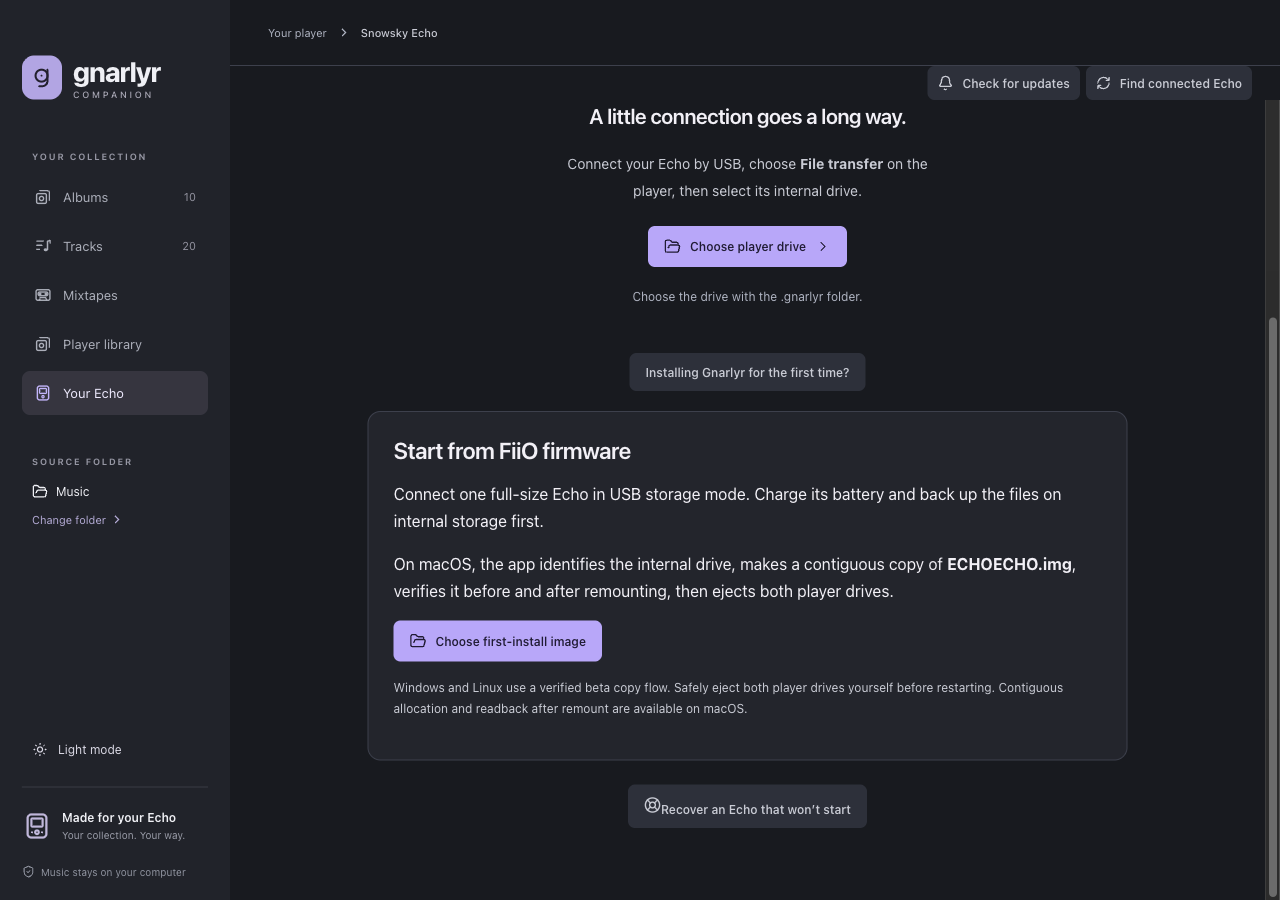 Your player
Snowsky Echo
g
gnarlyr
COMPANION
Check for updates
Find connected Echo
YOUR COLLECTION
Albums 10
Tracks 20
Mixtapes
Player library
Your Echo
SOURCE FOLDER
Music
Change folder
Light mode
Made for your Echo
Your collection. Your way.
Music stays on your computer
A little connection goes a long way.
Connect your Echo by USB, choose File transfer on the
player, then select its internal drive.
Choose player drive
Choose the drive with the .gnarlyr folder.
Installing Gnarlyr for the first time?
Start from FiiO firmware
Connect one full-size Echo in USB storage mode. Charge its battery and back up the files on
internal storage first.
On macOS, the app identifies the internal drive, makes a contiguous copy of ECHOECHO.img,
verifies it before and after remounting, then ejects both player drives.
Choose first-install image
Windows and Linux use a verified beta copy flow. Safely eject both player drives yourself before restarting. Contiguous
allocation and readback after remount are available on macOS.
Recover an Echo that won't start